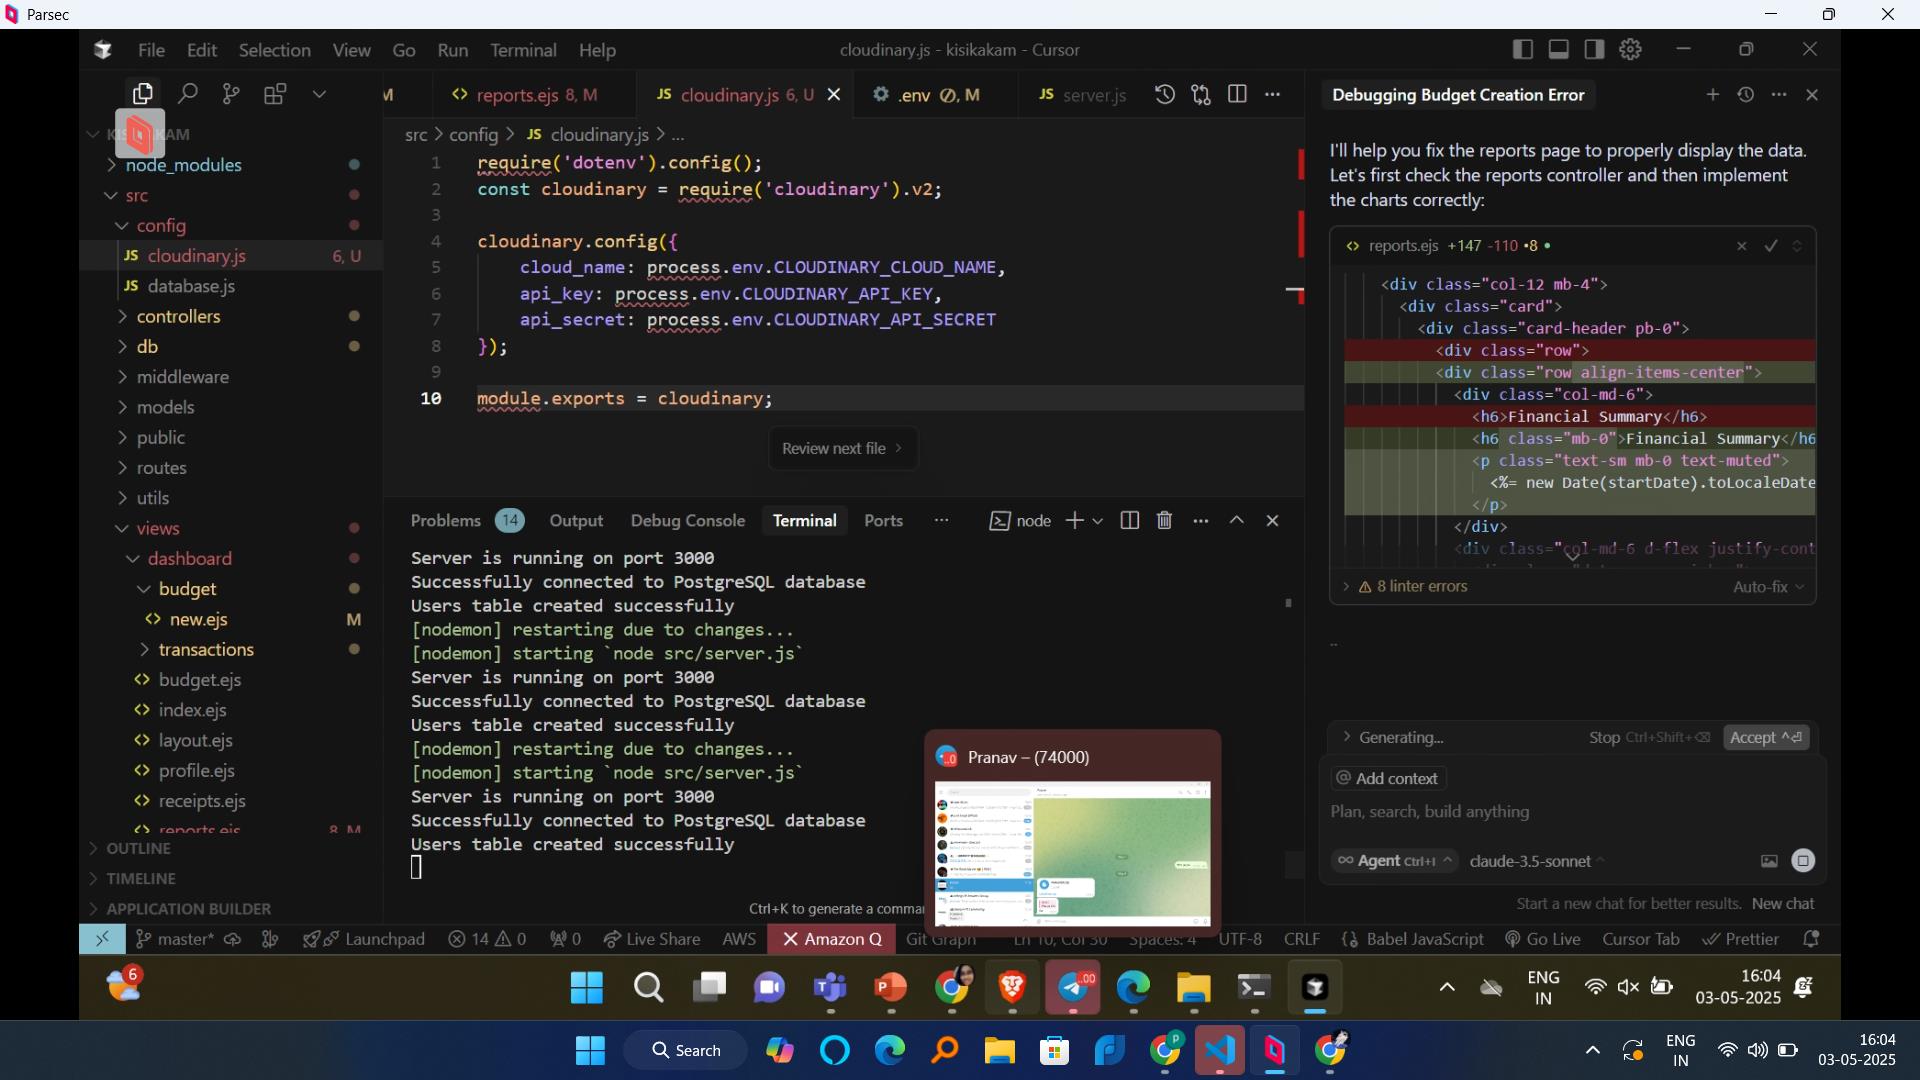 Parsec
File Edit Selection View Go Run Terminal Help
cloudinary.js - kisikakam - Cursor
M
<> reports.ejs 8, M
JS cloudinary.js 6, U
.env M
JS server.js
src > config > JS cloudinary.js > ...
node_modules
src
config
JS cloudinary.js 6, U
JS database.js
controllers
db
middleware
models
public
routes
utils
views
dashboard
budget
<> new.ejs M
transactions
<> budget.ejs
<> index.ejs
<> layout.ejs
<> profile.ejs
<> receipts.ejs
<> reports.ejs 8, M
OUTLINE
TIMELINE
APPLICATION BUILDER
1 require('dotenv').config();
2 const cloudinary = require('cloudinary').v2;
3
4 cloudinary.config({
5 cloud_name: process.env.CLOUDINARY_CLOUD_NAME,
6 api_key: process.env.CLOUDINARY_API_KEY,
7 api_secret: process.env.CLOUDINARY_API_SECRET
8 });
9
10 module.exports = cloudinary;
Review next file >
Problems 14 Output Debug Console Terminal Ports ... node
Server is running on port 3000
Successfully connected to PostgreSQL database
Users table created successfully
[nodemon] restarting due to changes...
[nodemon] starting `node src/server.js`
Server is running on port 3000
Successfully connected to PostgreSQL database
Users table created successfully
[nodemon] restarting due to changes...
[nodemon] starting `node src/server.js`
Server is running on port 3000
Successfully connected to PostgreSQL database
Users table created successfully
Ctrl+K to generate a comma
Pranav – (74000)
Debugging Budget Creation Error
I'll help you fix the reports page to properly display the data.
Let's first check the reports controller and then implement
the charts correctly:
<> reports.ejs +147 -110 •8 •
<div class="col-12 mb-4">
<div class="card">
<div class="card-header pb-0">
<div class="row">
<div class="row align-items-center">
<div class="col-md-6">
<h6>Financial Summary</h6>
<h6 class="mb-0">Financial Summary</h6
<p class="text-sm mb-0 text-muted">
<%= new Date(startDate).toLocaleDate
</p>
</div>
<div class="col-md-6 d-flex justify-cont
> 8 linter errors Auto-fix
> Generating... Stop Ctrl+Shift+⌫ Accept ^⏎
@ Add context
Plan, search, build anything
∞ Agent Ctrl+I claude-3.5-sonnet
Start a new chat for better results. New chat
master* Launchpad 14 0 0 Live Share AWS Amazon Q Git Graph Ln 10, Col 30 Spaces: 4 UTF-8 CRLF Babel JavaScript Go Live Cursor Tab Prettier
6
.00
ENG
IN
16:04
03-05-2025
Search
ENG
IN
16:04
03-05-2025